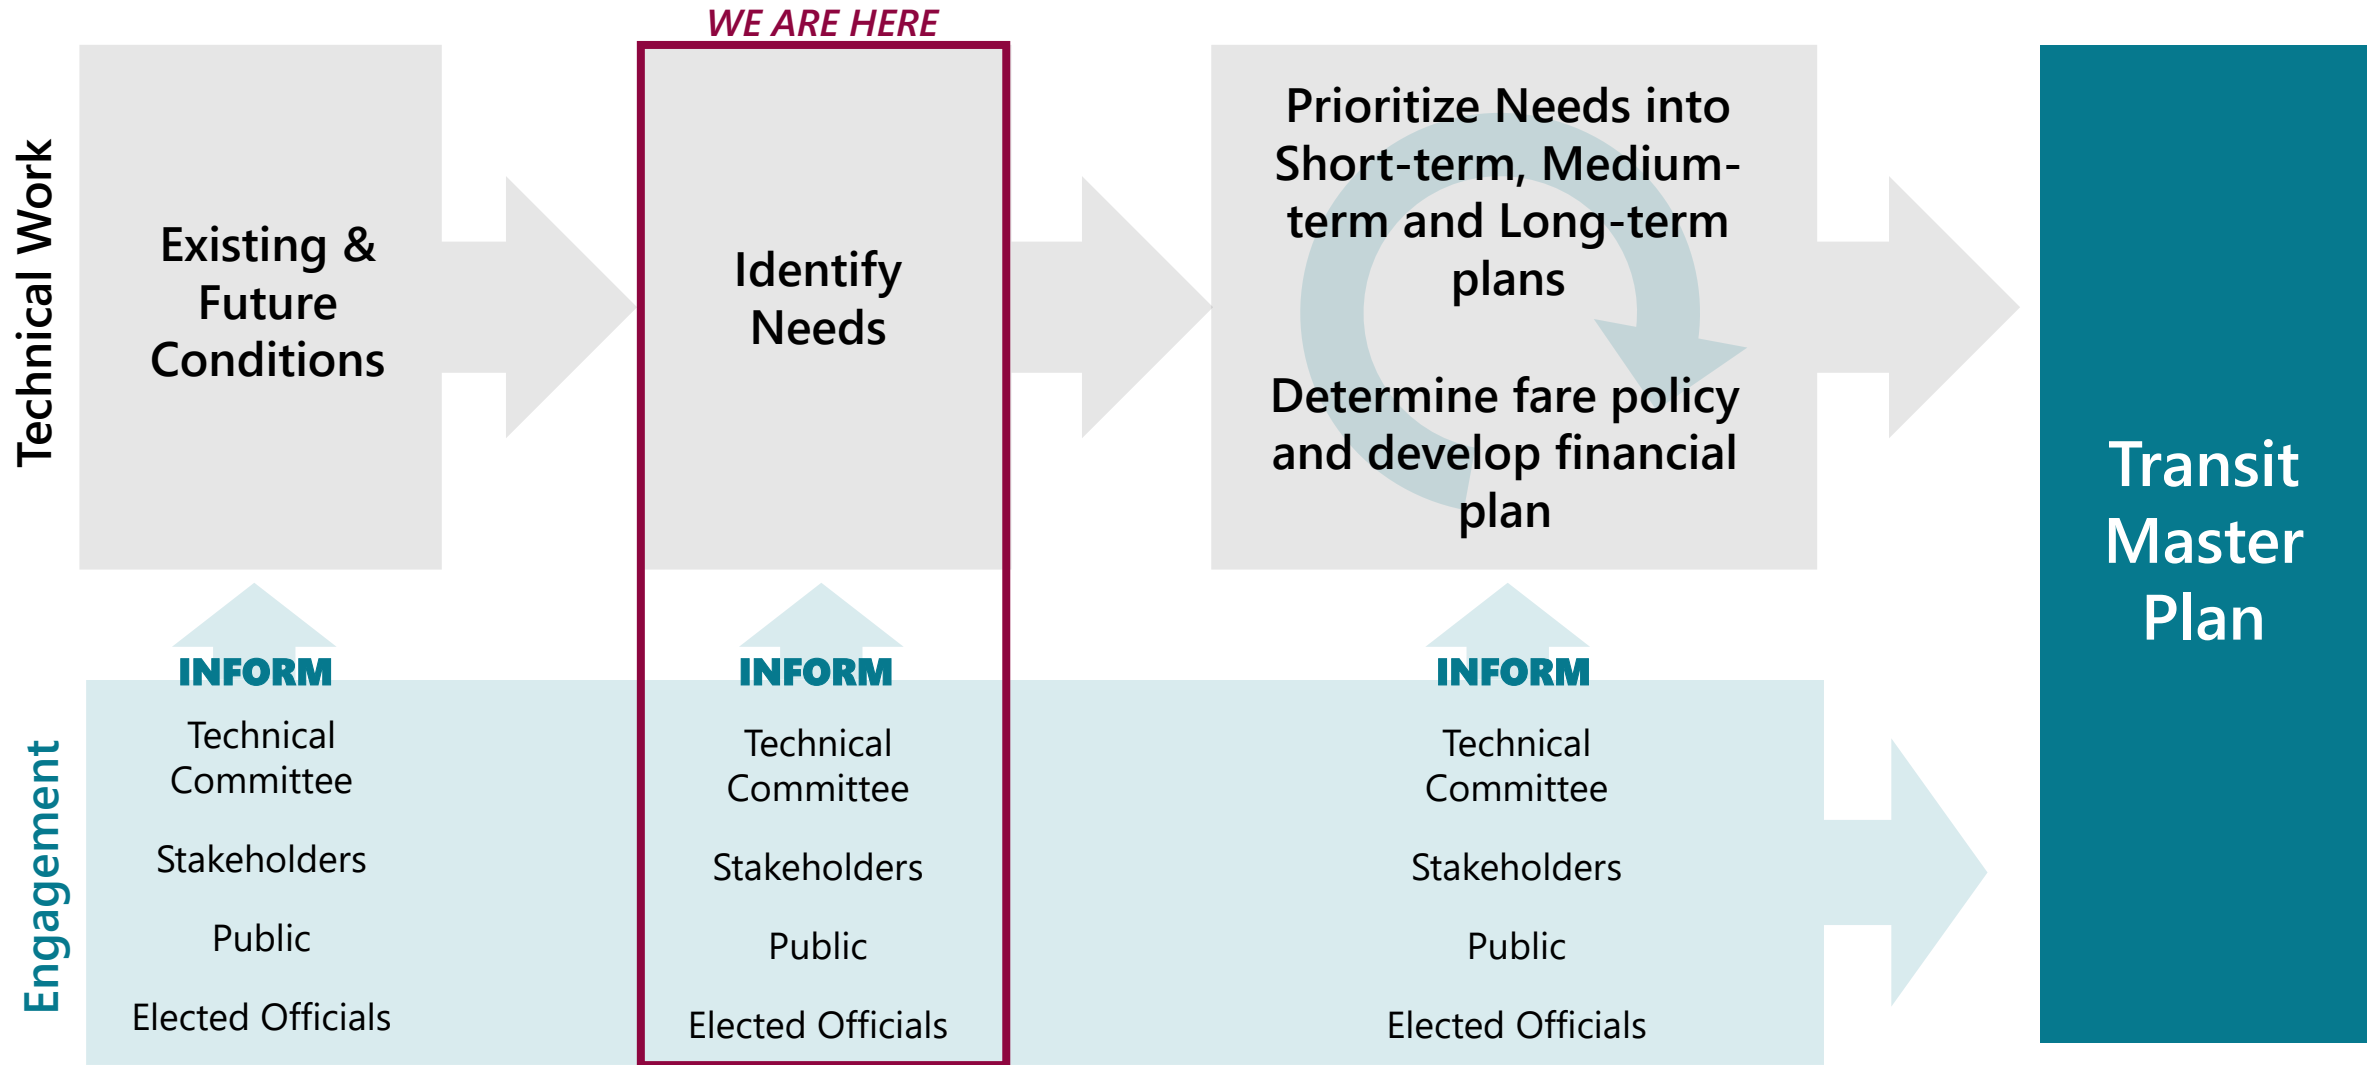 WE ARE HERE
Technical Work
Existing &
Future
Conditions
Identify
Needs
Prioritize Needs into
Short-term, Medium-
term and Long-term
plans
Determine fare policy
and develop financial
plan
Transit
Master
Plan
Engagement
INFORM
Technical
Committee
Stakeholders
Public
Elected Officials
INFORM
Technical
Committee
Stakeholders
Public
Elected Officials
INFORM
Technical
Committee
Stakeholders
Public
Elected Officials